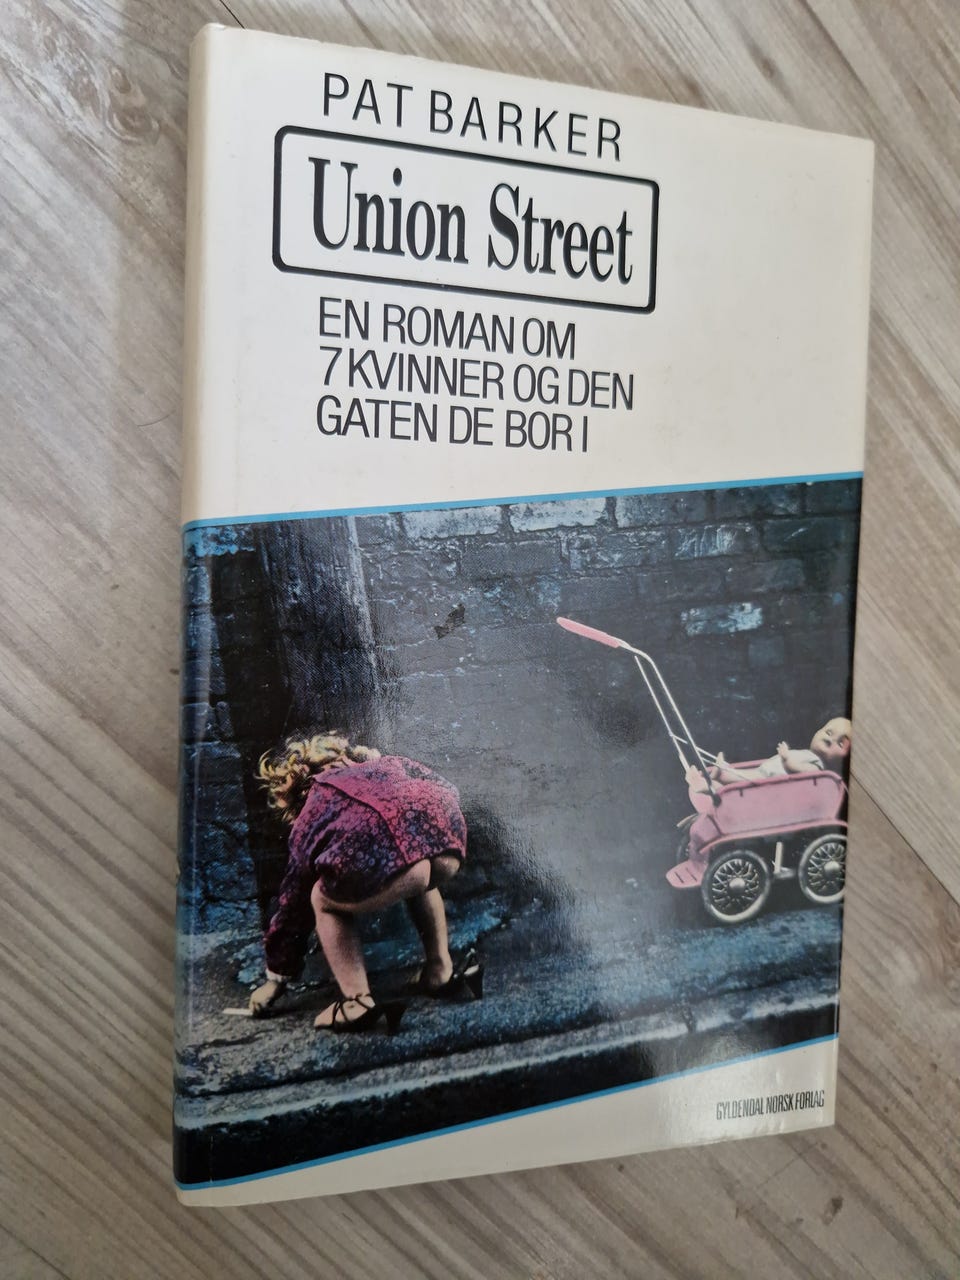 PAT BARKER
Union Street
EN ROMAN OM
7 KVINNER OG DEN
GATEN DE BOR I
GYLDENDAL NORSK FORLAG